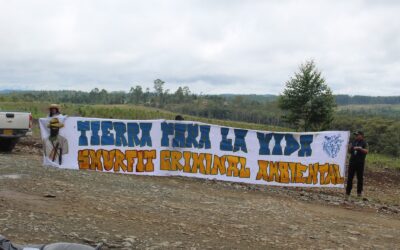 TIERRA PARA LA VIDA
SMURFIT CRIMINAL AMBIENTAL